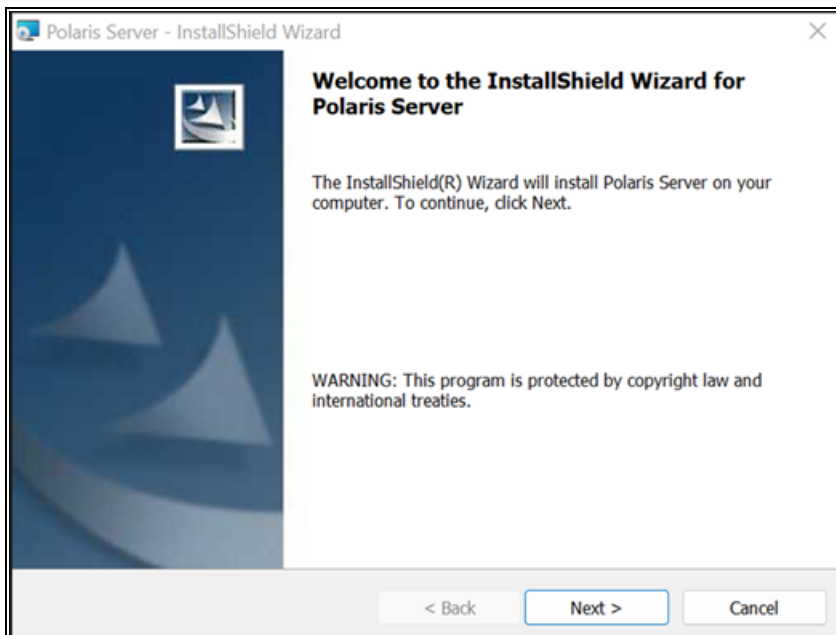 Polaris Server - InstallShield Wizard
Welcome to the InstallShield Wizard for
Polaris Server
The InstallShield(R) Wizard will install Polaris Server on your
computer. To continue, click Next.
WARNING: This program is protected by copyright law and
international treaties.
< Back Next > Cancel